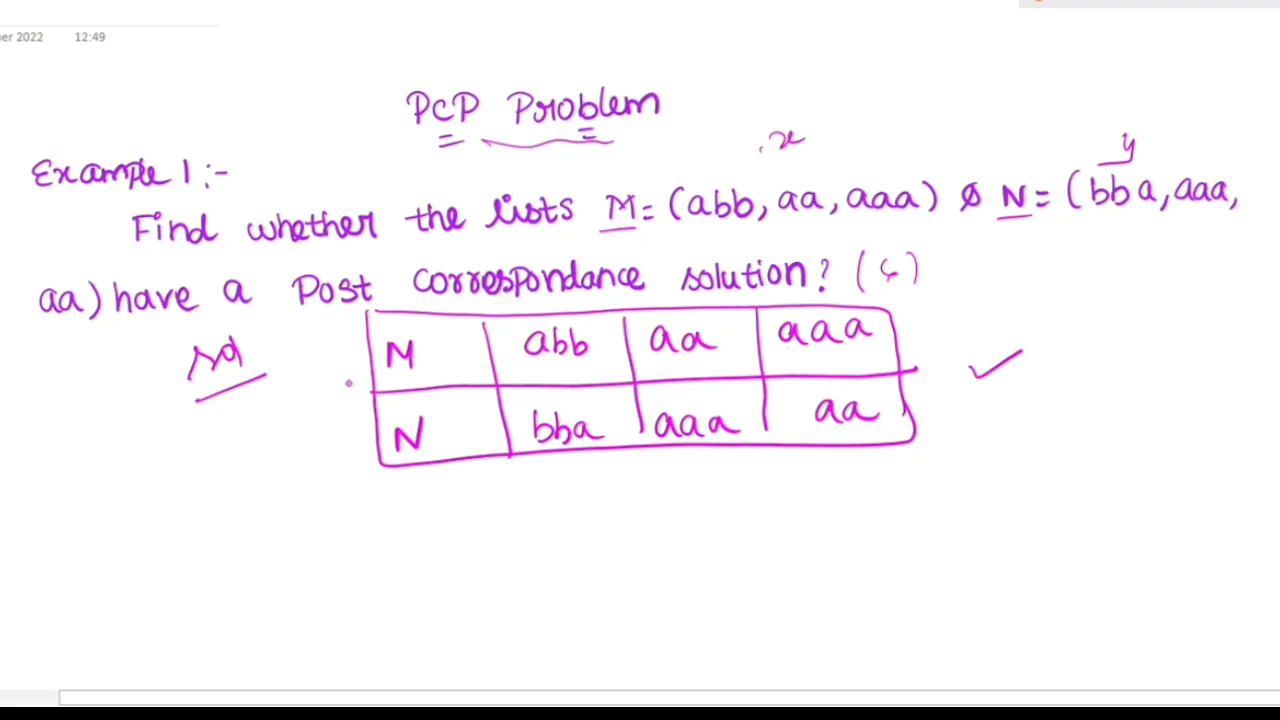 er 2022 12:49
PCP Problem
x
y
Example 1 :-
Find whether the lists M = (abb, aa, aaa) & N = (bba, aaa,
aa) have a Post Correspondance solution?
M abb aa aaa
N bba aaa aa